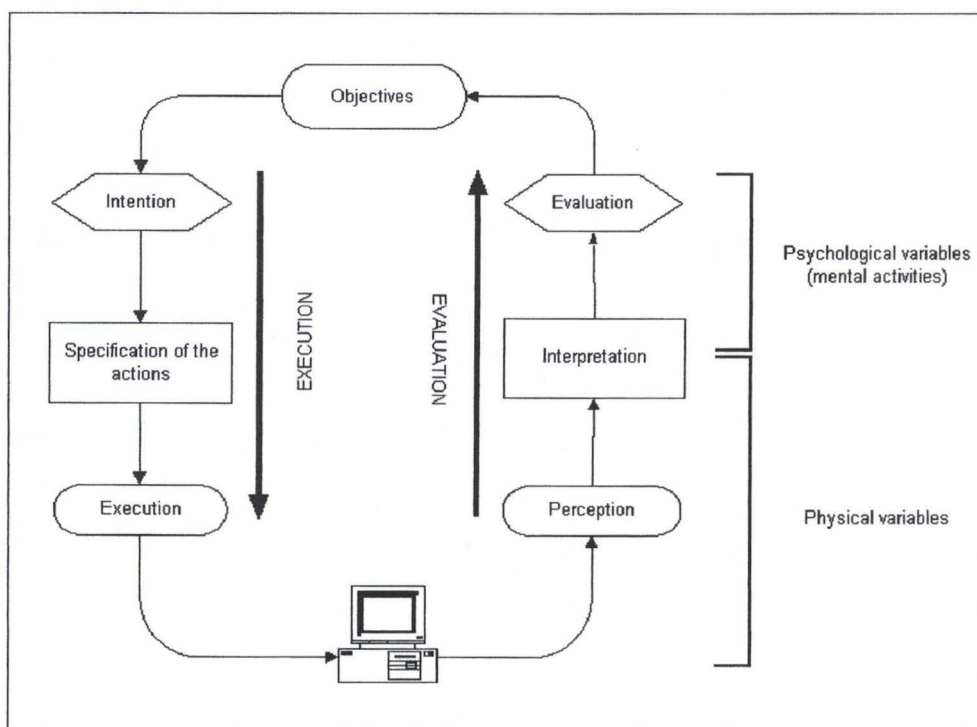 Objectives
Intention
Evaluation
Psychological variables
(mental activities)
EXECUTION
EVALUATION
Specification of the
actions
Interpretation
Execution
Perception
Physical variables